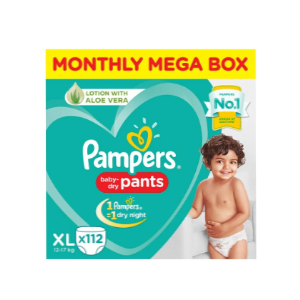 MONTHLY MEGA BOX
LOTION WITH
ALOE VERA
PAMPERS
No.1
Pampers
baby-dry pants
1 Pampers
=1 dry night
XL x112
12-17 kg